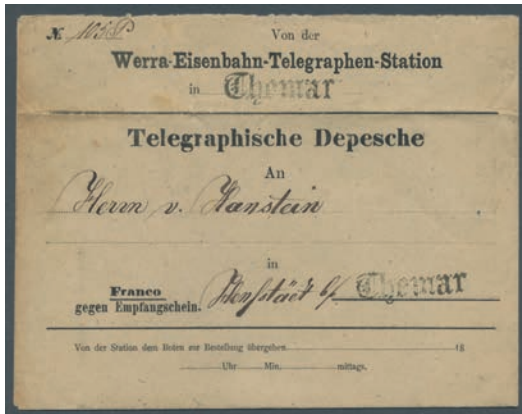 № 103 P Von der
Werra-Eisenbahn-Telegraphen-Station
in Themar
Telegraphische Depesche
An
Herrn v. Hanstein
in
Franco
gegen Empfangschein. b/ Themar
Von der Station dem Boten zur Bestellung übergeben 18
Uhr Min. mittags.